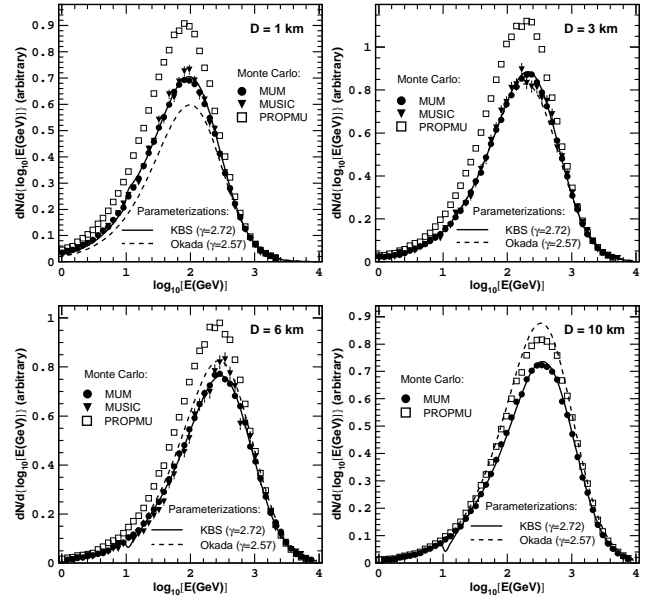 dN/d{log10[E(GeV)]} (arbitrary)
0.9
0.8
0.7
0.6
0.5
0.4
0.3
0.2
0.1
0
D = 1 km
Monte Carlo:
MUM
MUSIC
PROPMU
Parameterizations:
KBS (γ=2.72)
Okada (γ=2.57)
0 1 2 3 4
log10[E(GeV)]
dN/d{log10[E(GeV)]} (arbitrary)
1
0.8
0.6
0.4
0.2
0
D = 3 km
Monte Carlo:
MUM
MUSIC
PROPMU
Parameterizations:
KBS (γ=2.72)
Okada (γ=2.57)
0 1 2 3 4
log10[E(GeV)]
dN/d{log10[E(GeV)]} (arbitrary)
1
0.8
0.6
0.4
0.2
0
D = 6 km
Monte Carlo:
MUM
MUSIC
PROPMU
Parameterizations:
KBS (γ=2.72)
Okada (γ=2.57)
0 1 2 3 4
log10[E(GeV)]
dN/d{log10[E(GeV)]} (arbitrary)
0.9
0.8
0.7
0.6
0.5
0.4
0.3
0.2
0.1
0
D = 10 km
Monte Carlo:
MUM
PROPMU
Parameterizations:
KBS (γ=2.72)
Okada (γ=2.57)
0 1 2 3 4
log10[E(GeV)]